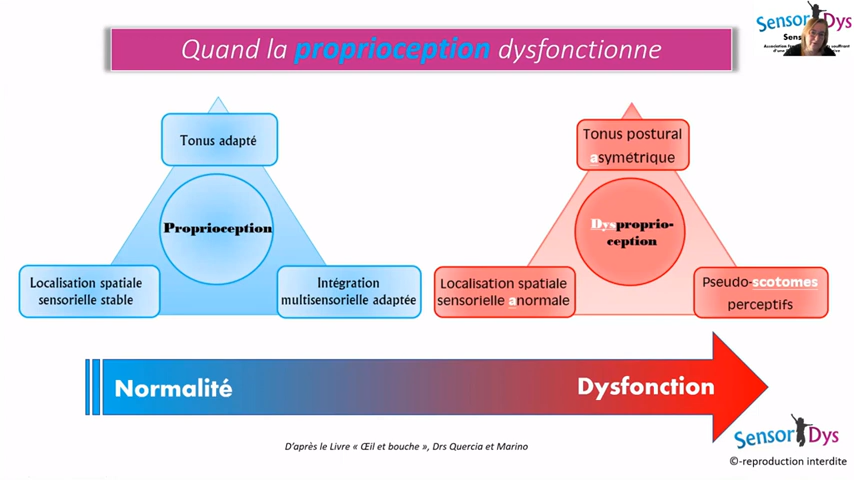 Quand la proprioception dysfonctionne
Sensor Dys
Tonus adapté
Proprioception
Localisation spatiale
sensorielle stable
Intégration
multisensorielle adaptée
Tonus postural
asymétrique
Dysproprio-
ception
Localisation spatiale
sensorielle anormale
Pseudo-scotomes
perceptifs
Normalité
Dysfonction
D'après le Livre « Œil et bouche », Drs Quercia et Marino
Sensor Dys
©-reproduction interdite